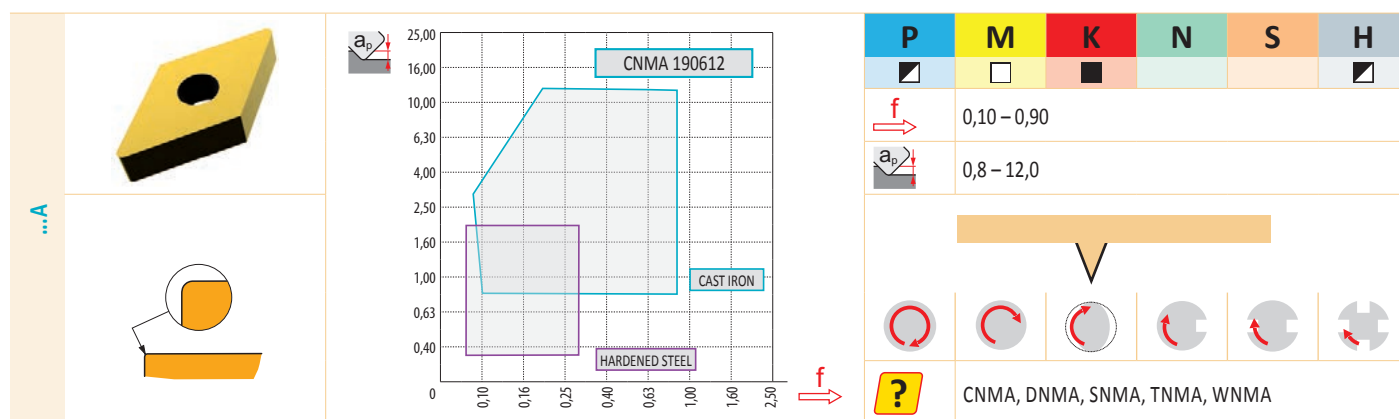 ...A
aₚ
25,00
16,00
10,00
6,30
4,00
2,50
1,60
1,00
0,63
0,40
0
CNMA 190612
CAST IRON
HARDENED STEEL
0,10
0,16
0,25
0,40
0,63
1,00
1,60
2,50
f
P M K N S H
f 0,10 – 0,90
aₚ 0,8 – 12,0
? CNMA, DNMA, SNMA, TNMA, WNMA